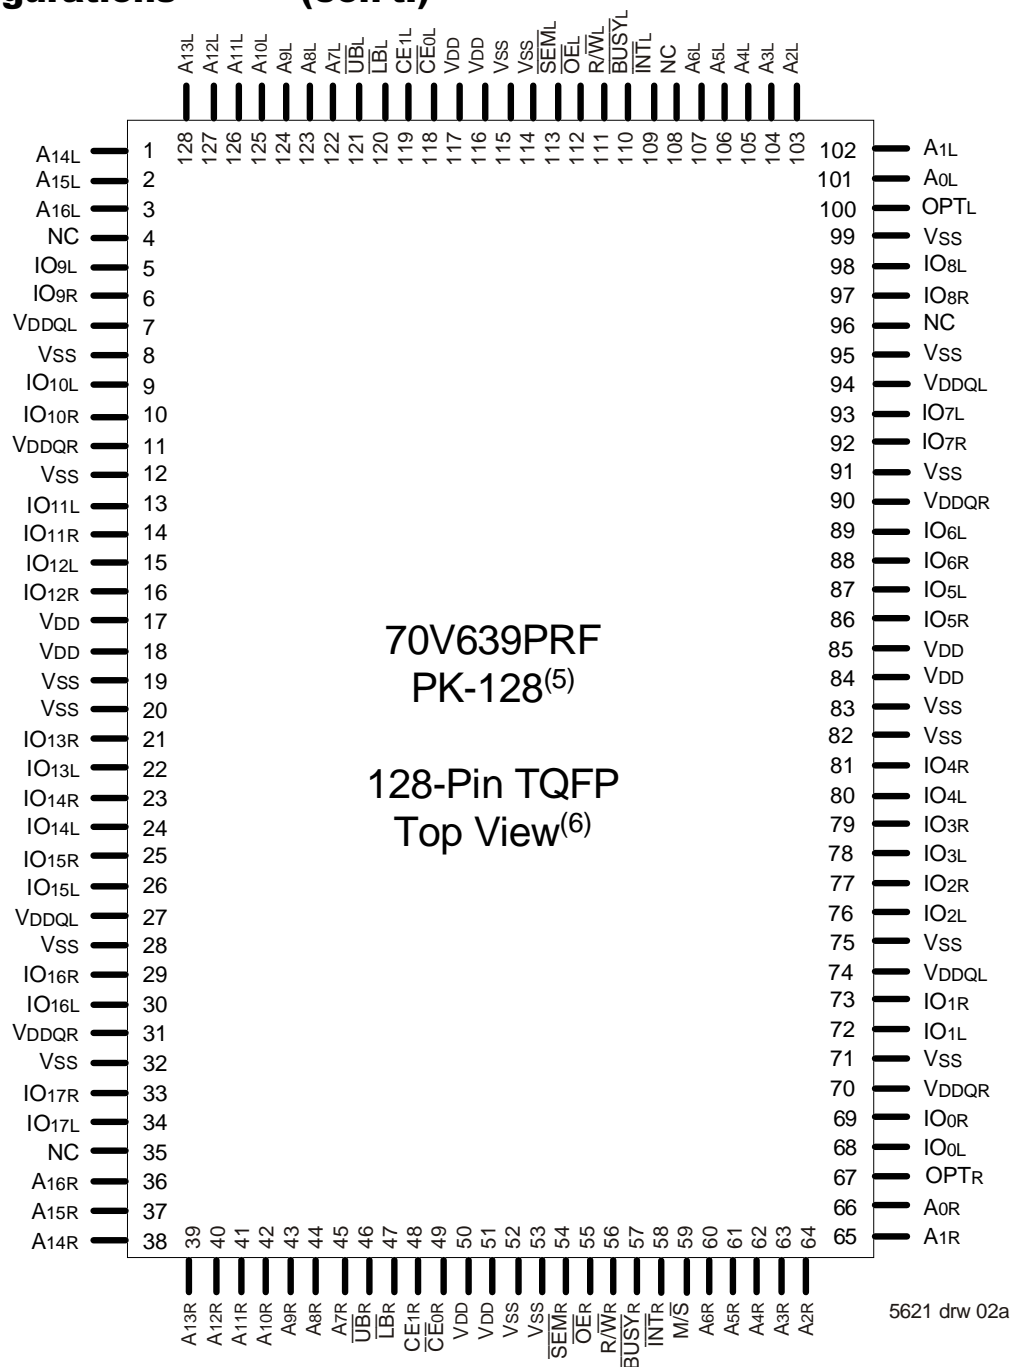 (con't.)
A13L A12L A11L A10L A9L A8L A7L UBL LBL CE1L CE0L VDD VDD VSS VSS SEML OEL R/WL BUSYL INTL NC A6L A5L A4L A3L A2L
128 127 126 125 124 123 122 121 120 119 118 117 116 115 114 113 112 111 110 109 108 107 106 105 104 103
A14L 1
A15L 2
A16L 3
NC 4
IO9L 5
IO9R 6
VDDQL 7
VSS 8
IO10L 9
IO10R 10
VDDQR 11
VSS 12
IO11L 13
IO11R 14
IO12L 15
IO12R 16
VDD 17
VDD 18
VSS 19
VSS 20
IO13R 21
IO13L 22
IO14R 23
IO14L 24
IO15R 25
IO15L 26
VDDQL 27
VSS 28
IO16R 29
IO16L 30
VDDQR 31
VSS 32
IO17R 33
IO17L 34
NC 35
A16R 36
A15R 37
A14R 38
70V639PRF
PK-128(5)
128-Pin TQFP
Top View(6)
102 A1L
101 A0L
100 OPTL
99 VSS
98 IO8L
97 IO8R
96 NC
95 VSS
94 VDDQL
93 IO7L
92 IO7R
91 VSS
90 VDDQR
89 IO6L
88 IO6R
87 IO5L
86 IO5R
85 VDD
84 VDD
83 VSS
82 VSS
81 IO4R
80 IO4L
79 IO3R
78 IO3L
77 IO2R
76 IO2L
75 VSS
74 VDDQL
73 IO1R
72 IO1L
71 VSS
70 VDDQR
69 IO0R
68 IO0L
67 OPTR
66 A0R
65 A1R
39 40 41 42 43 44 45 46 47 48 49 50 51 52 53 54 55 56 57 58 59 60 61 62 63 64
A13R A12R A11R A10R A9R A8R A7R UBR LBR CE1R CE0R VDD VDD VSS VSS SEMR OER R/WR BUSYR INTR M/S A6R A5R A4R A3R A2R
5621 drw 02a